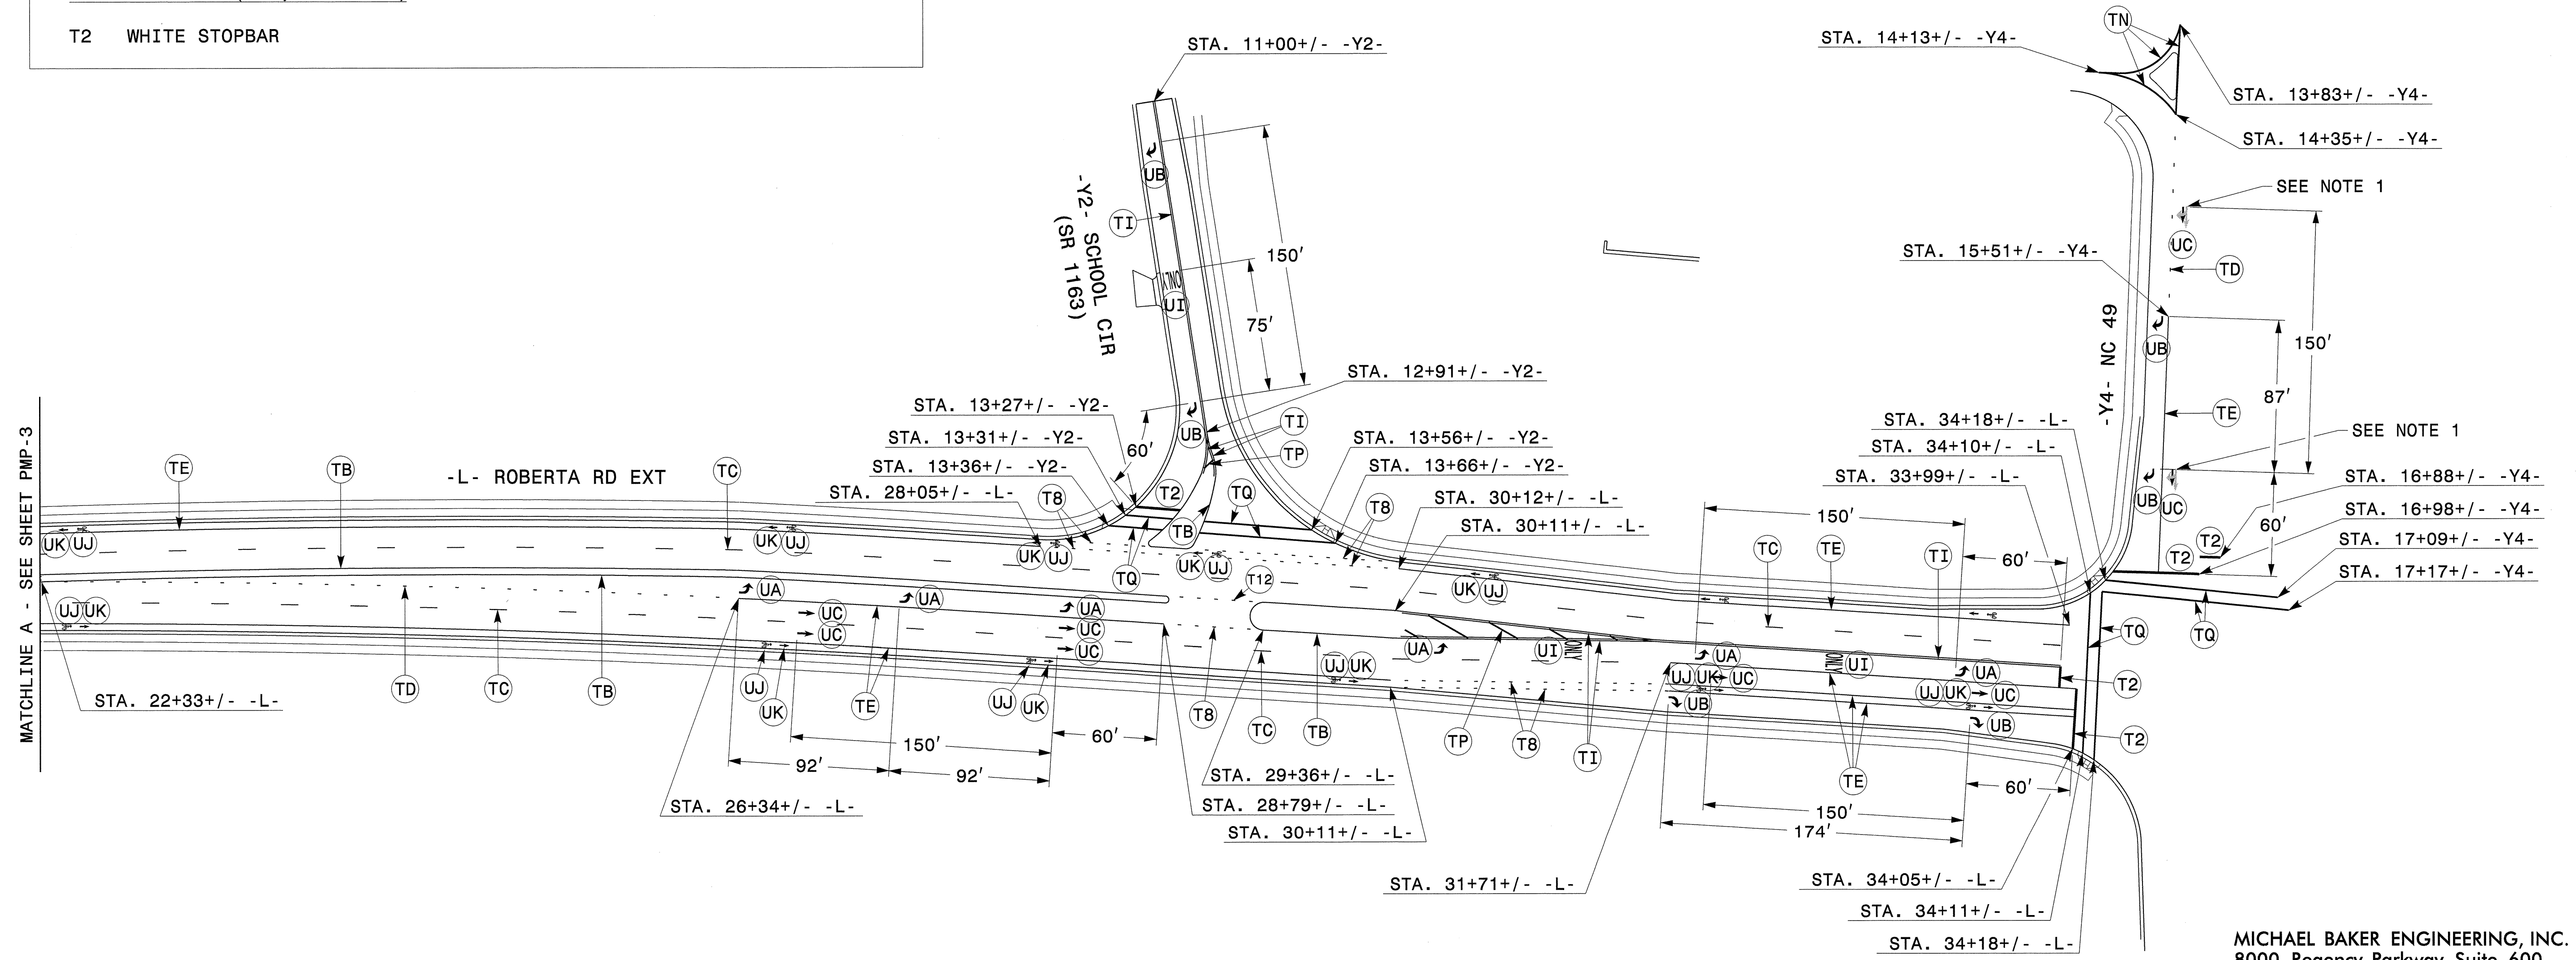 T2 WHITE STOPBAR
STA. 11+00+/- -Y2-
STA. 14+13+/- -Y4-
TN
STA. 13+83+/- -Y4-
STA. 14+35+/- -Y4-
SEE NOTE 1
UB
TI
-Y2- SCHOOL CIR
(SR 1163)
150'
75'
ONLY
UI
UC
STA. 15+51+/- -Y4-
TD
UB
-Y4- NC 49
150'
87'
TE
STA. 12+91+/- -Y2-
STA. 13+27+/- -Y2-
STA. 13+31+/- -Y2-
STA. 13+36+/- -Y2-
STA. 28+05+/- -L-
60'
UB
TI
TP
STA. 13+56+/- -Y2-
STA. 13+66+/- -Y2-
STA. 30+12+/- -L-
STA. 30+11+/- -L-
STA. 34+18+/- -L-
STA. 34+10+/- -L-
STA. 33+99+/- -L-
SEE NOTE 1
STA. 16+88+/- -Y4-
STA. 16+98+/- -Y4-
STA. 17+09+/- -Y4-
STA. 17+17+/- -Y4-
UB UC
60'
T2
T2
MATCHLINE A - SEE SHEET PMP-3
TE
TB
-L- ROBERTA RD EXT
TC
T8
T2
TQ
T8
TB
TQ
150'
60'
TC
TE
TI
UK UJ
UK UJ
UK UJ
UK UJ
T12
UK UJ
TQ
TQ
UJ UK
UA
UA
UA
UC
UC
UC
UC
UA
UI
ONLY
UA
ONLY
UI
UA
UJ UK
UJ UK UC
UJ UK UC
UB
UB
T2
T2
STA. 22+33+/- -L-
TD
TC
TB
UJ
UK
TE
UJ
UK
T8
TC
TB
TP
T8
TI
TE
150'
60'
92'
92'
STA. 26+34+/- -L-
STA. 29+36+/- -L-
STA. 28+79+/- -L-
STA. 30+11+/- -L-
60'
150'
174'
STA. 31+71+/- -L-
STA. 34+05+/- -L-
STA. 34+11+/- -L-
STA. 34+18+/- -L-
MICHAEL BAKER ENGINEERING, INC.
8000 Regency Parkway, Suite 600